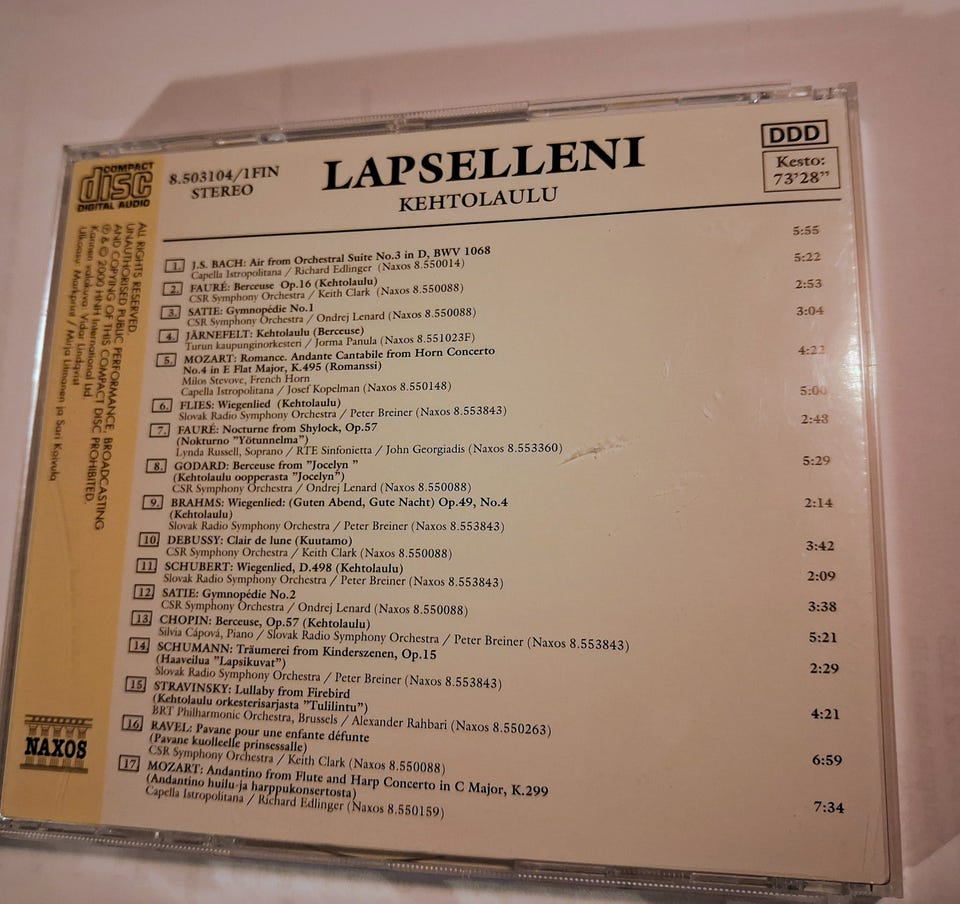 COMPACT
disc
DIGITAL AUDIO
8.503104/1FIN
STEREO
LAPSELLENI
KEHTOLAULU
DDD
Kesto:
73'28”
1. J.S. BACH: Air from Orchestral Suite No.3 in D, BWV 1068 5:55
Capella Istropolitana / Richard Edlinger (Naxos 8.550014)
2. FAURÉ: Berceuse Op.16 (Kehtolaulu) 5:22
CSR Symphony Orchestra / Keith Clark (Naxos 8.550088)
3. SATIE: Gymnopédie No.1 2:53
CSR Symphony Orchestra / Ondrej Lenard (Naxos 8.550088)
4. JÄRNEFELT: Kehtolaulu (Berceuse) 3:04
Turun kaupunginorkesteri / Jorma Panula (Naxos 8.551023F)
5. MOZART: Romance. Andante Cantabile from Horn Concerto 4:22
No.4 in E Flat Major, K.495 (Romanssi)
Milos Stevove, French Horn
Capella Istropolitana / Josef Kopelman (Naxos 8.550148)
6. FLIES: Wiegenlied (Kehtolaulu) 5:00
Slovak Radio Symphony Orchestra / Peter Breiner (Naxos 8.553843)
7. FAURÉ: Nocturne from Shylock, Op.57 2:43
(Nokturno ”Yötunnelma”)
Lynda Russell, Soprano / RTE Sinfonietta / John Georgiadis (Naxos 8.553360)
8. GODARD: Berceuse from ”Jocelyn ” 5:29
(Kehtolaulu oopperasta ”Jocelyn”)
CSR Symphony Orchestra / Ondrej Lenard (Naxos 8.550088)
9. BRAHMS: Wiegenlied: (Guten Abend, Gute Nacht) Op.49, No.4 2:14
(Kehtolaulu)
Slovak Radio Symphony Orchestra / Peter Breiner (Naxos 8.553843)
10 DEBUSSY: Clair de lune (Kuutamo) 3:42
CSR Symphony Orchestra / Keith Clark (Naxos 8.550088)
11 SCHUBERT: Wiegenlied, D.498 (Kehtolaulu) 2:09
Slovak Radio Symphony Orchestra / Peter Breiner (Naxos 8.553843)
12 SATIE: Gymnopédie No.2 3:38
CSR Symphony Orchestra / Ondrej Lenard (Naxos 8.550088)
13. CHOPIN: Berceuse, Op.57 (Kehtolaulu) 5:21
Silvia Cápová, Piano / Slovak Radio Symphony Orchestra / Peter Breiner (Naxos 8.553843)
14. SCHUMANN: Träumerei from Kinderszenen, Op.15 2:29
(Haaveilua ”Lapsikuvat”)
Slovak Radio Symphony Orchestra / Peter Breiner (Naxos 8.553843)
15 STRAVINSKY: Lullaby from Firebird 4:21
(Kehtolaulu orkesterisarjasta ”Tulilintu”)
BRT Philharmonic Orchestra, Brussels / Alexander Rahbari (Naxos 8.550263)
16 RAVEL: Pavane pour une enfante défunte 6:59
(Pavane kuolleelle prinsessalle)
CSR Symphony Orchestra / Keith Clark (Naxos 8.550088)
17 MOZART: Andantino from Flute and Harp Concerto in C Major, K.299 7:34
(Andantino huilu-ja harppukonsertosta)
Capella Istropolitana / Richard Edlinger (Naxos 8.550159)
ALL RIGHTS RESERVED.
UNAUTHORISED PUBLIC PERFORMANCE, BROADCASTING
AND COPYING OF THIS COMPACT DISC PROHIBITED.
℗ & © 2000 HNH International Ltd.
Kannen valokuva: Vidar Lindqvist
Ulkoasu: Markprint / Mirja Litmanen ja Sari Koivula
NAXOS